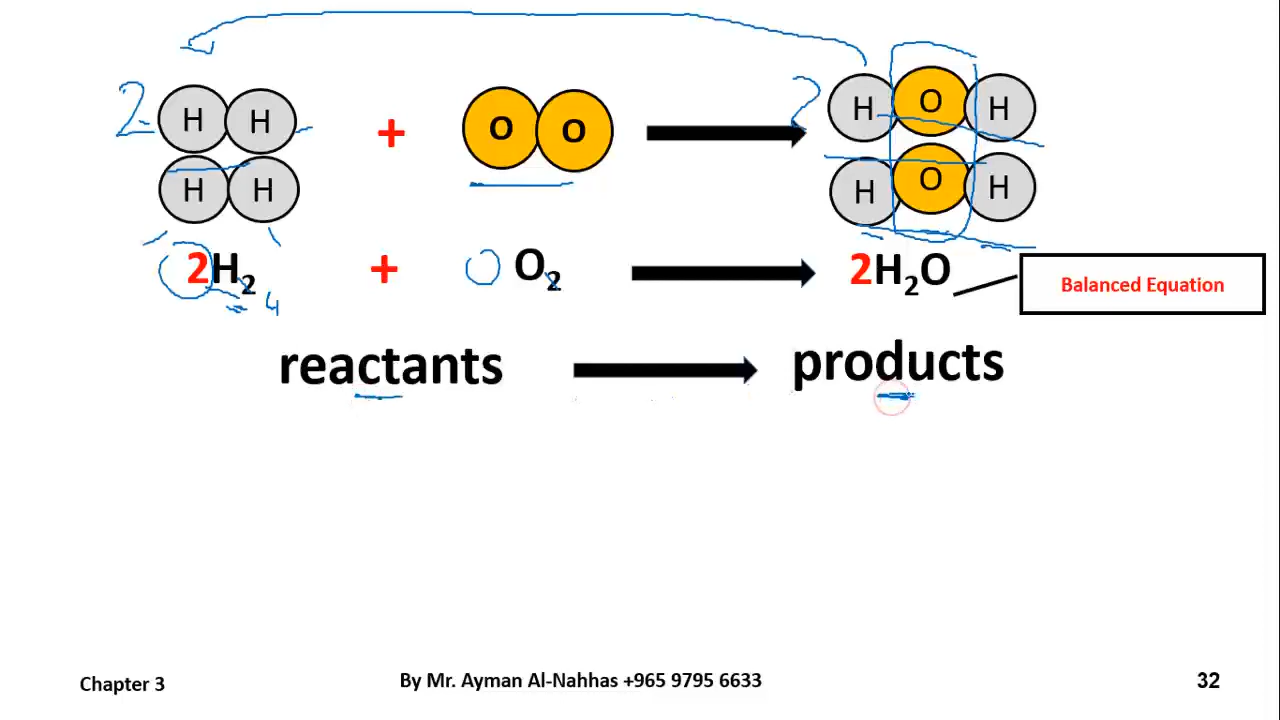 2 H H + O O 2 H O H
H H H O H
2H₂ + O₂ 2H₂O
= 4
Balanced Equation
reactants products
Chapter 3 By Mr. Ayman Al-Nahhas +965 9795 6633 32